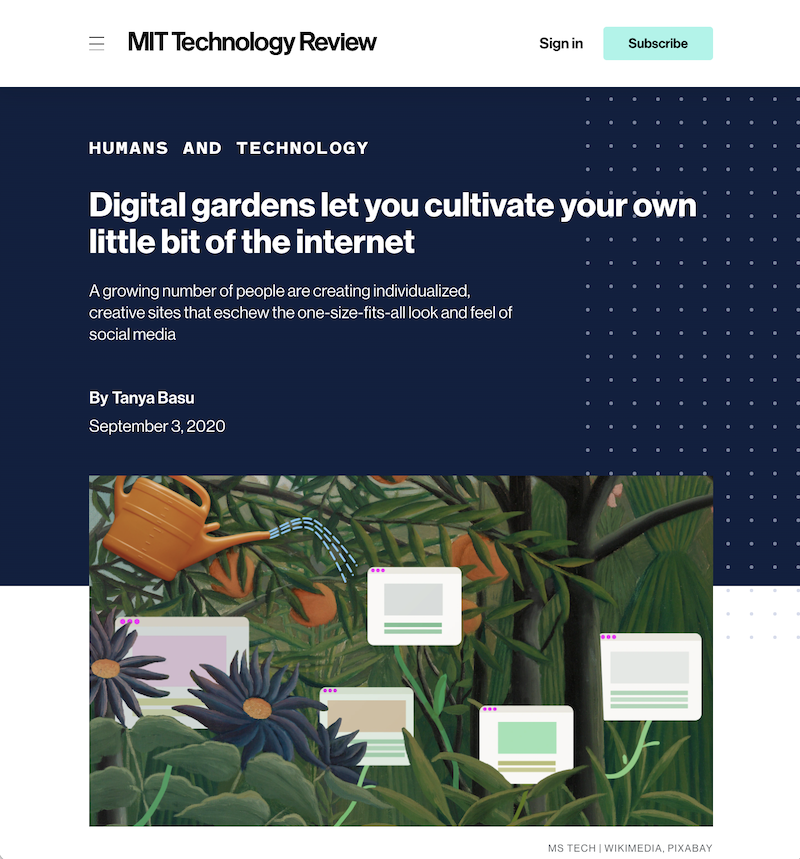 MIT Technology Review
Sign in
Subscribe
HUMANS AND TECHNOLOGY
Digital gardens let you cultivate your own
little bit of the internet
A growing number of people are creating individualized,
creative sites that eschew the one-size-fits-all look and feel of
social media
By Tanya Basu
September 3, 2020
MS TECH | WIKIMEDIA, PIXABAY